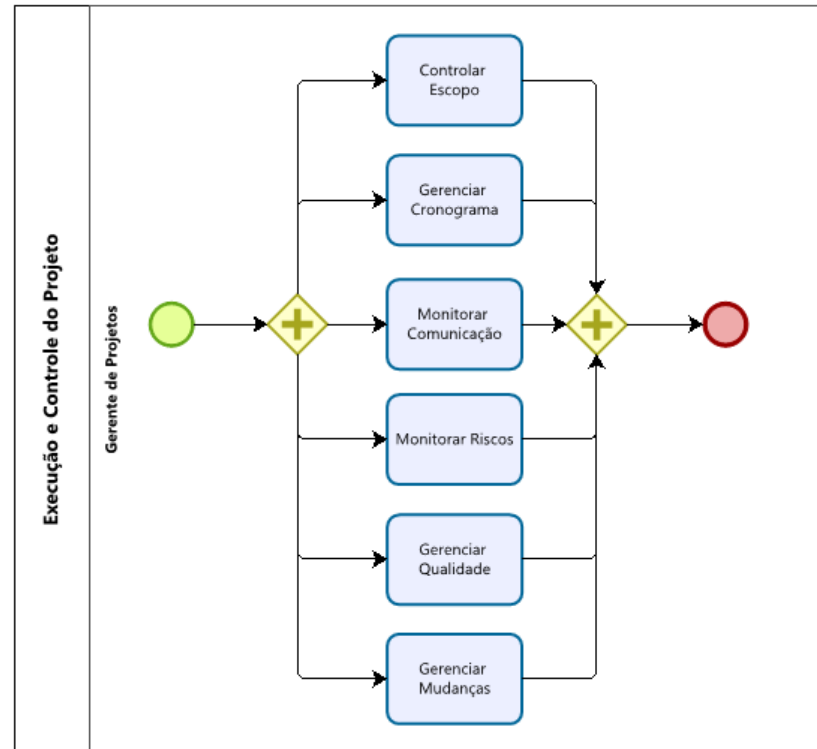 Execução e Controle do Projeto
Gerente de Projetos
Controlar
Escopo
Gerenciar
Cronograma
Monitorar
Comunicação
Monitorar Riscos
Gerenciar
Qualidade
Gerenciar
Mudanças